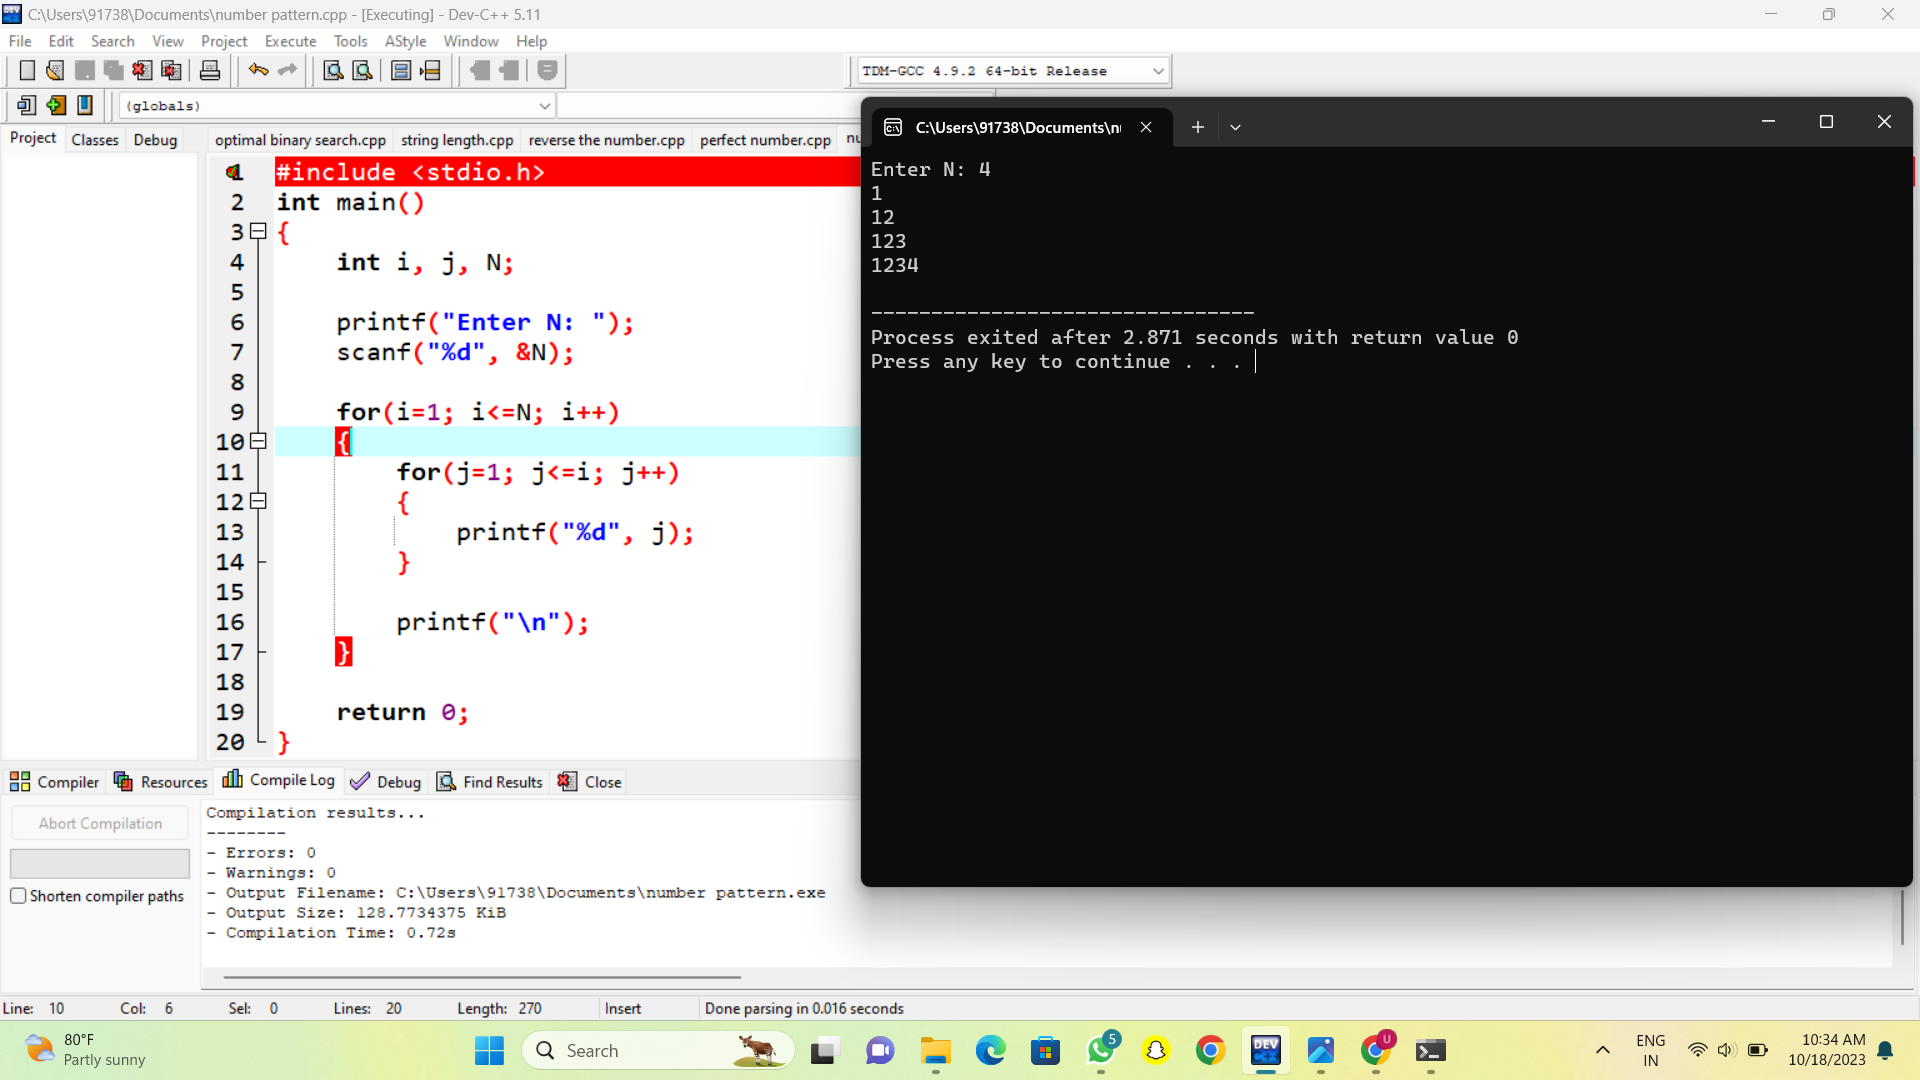 C:\Users\91738\Documents\number pattern.cpp - [Executing] - Dev-C++ 5.11
File Edit Search View Project Execute Tools AStyle Window Help
TDM-GCC 4.9.2 64-bit Release
(globals)
Project Classes Debug
optimal binary search.cpp string length.cpp reverse the number.cpp perfect number.cpp nu
1 #include <stdio.h>
2 int main()
3 {
4 int i, j, N;
5
6 printf("Enter N: ");
7 scanf("%d", &N);
8
9 for(i=1; i<=N; i++)
10 {
11 for(j=1; j<=i; j++)
12 {
13 printf("%d", j);
14 }
15
16 printf("\n");
17 }
18
19 return 0;
20 }
C:\Users\91738\Documents\nu
Enter N: 4
1
12
123
1234
--------------------------------
Process exited after 2.871 seconds with return value 0
Press any key to continue . . .
Compiler Resources Compile Log Debug Find Results Close
Abort Compilation
Shorten compiler paths
Compilation results...
--------
- Errors: 0
- Warnings: 0
- Output Filename: C:\Users\91738\Documents\number pattern.exe
- Output Size: 128.7734375 KiB
- Compilation Time: 0.72s
Line: 10 Col: 6 Sel: 0 Lines: 20 Length: 270 Insert Done parsing in 0.016 seconds
80°F
Partly sunny
Search
5
DEV
C++
U
ENG
IN
10:34 AM
10/18/2023